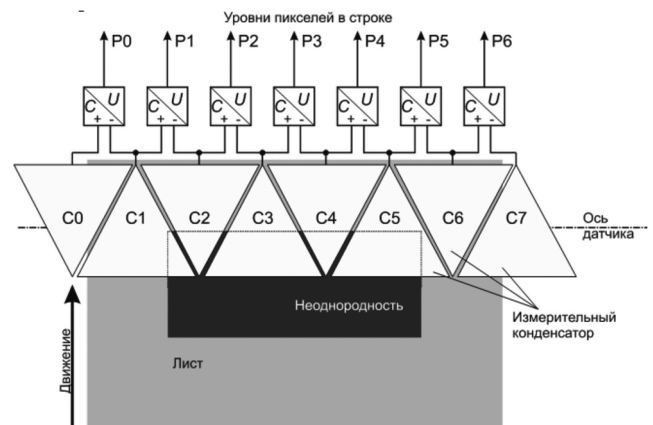 Уровни пикселей в строке
P0 P1 P2 P3 P4 P5 P6
C U C U C U C U C U C U C U
+ - + - + - + - + - + - + -
C0 C1 C2 C3 C4 C5 C6 C7
Ось
датчика
Неоднородность
Измерительный
конденсатор
Движение
Лист